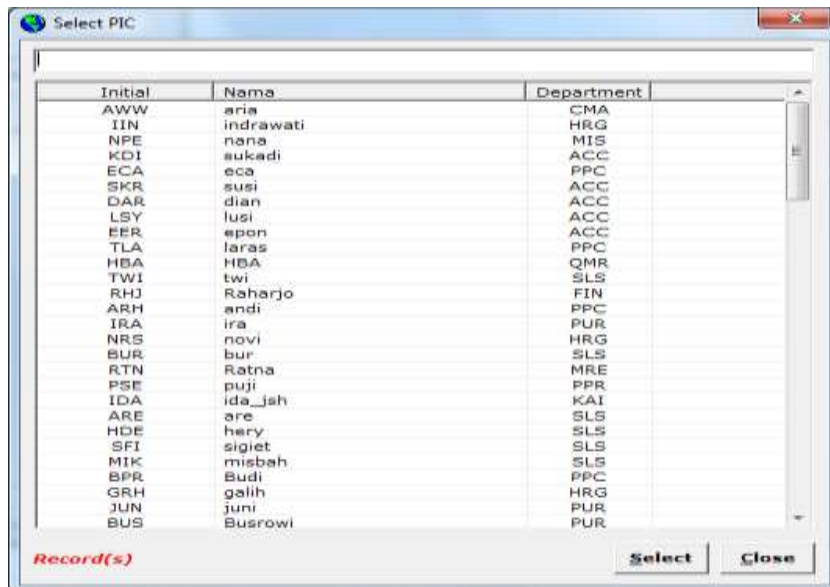 Select PIC
Initial Nama Department
AWW aria CMA
IIN indrawati HRG
NPE nana MIS
KDI sukadi ACC
ECA eca PPC
SKR susi ACC
DAR dian ACC
LSY lusi ACC
EER epon ACC
TLA laras PPC
HBA HBA QMR
TWI twi SLS
RHJ Raharjo FIN
ARH andi PPC
IRA ira PUR
NRS novi HRG
BUR bur SLS
RTN Ratna MRE
PSE puji PPR
IDA ida_jsh KAI
ARE are SLS
HDE hery SLS
SFI sigiet SLS
MIK misbah SLS
BPR Budi PPC
GRH galih HRG
JUN juni PUR
BUS Busrowi PUR
Record(s) Select Close